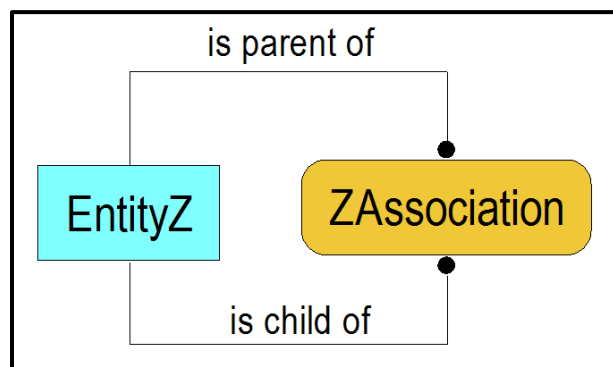 is parent of
EntityZ
ZAssociation
is child of